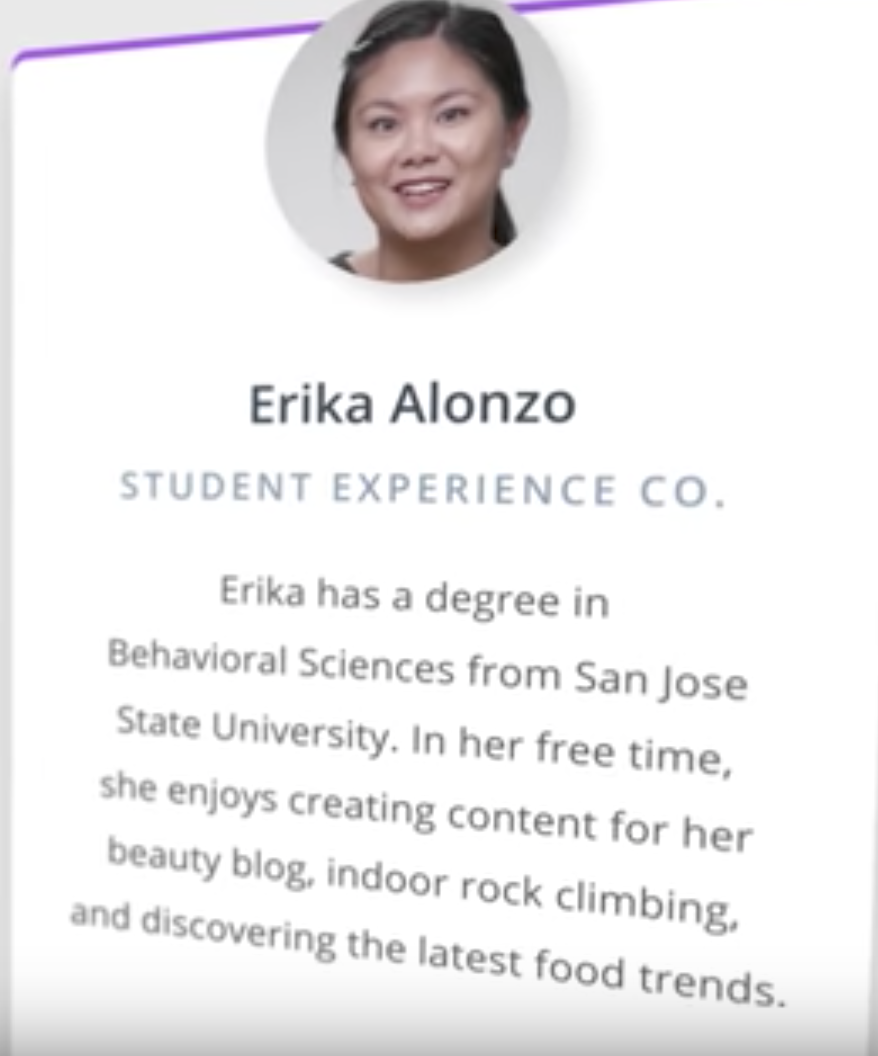 Erika Alonzo
STUDENT EXPERIENCE CO.
Erika has a degree in
Behavioral Sciences from San Jose
State University. In her free time,
she enjoys creating content for her
beauty blog, indoor rock climbing,
and discovering the latest food trends.